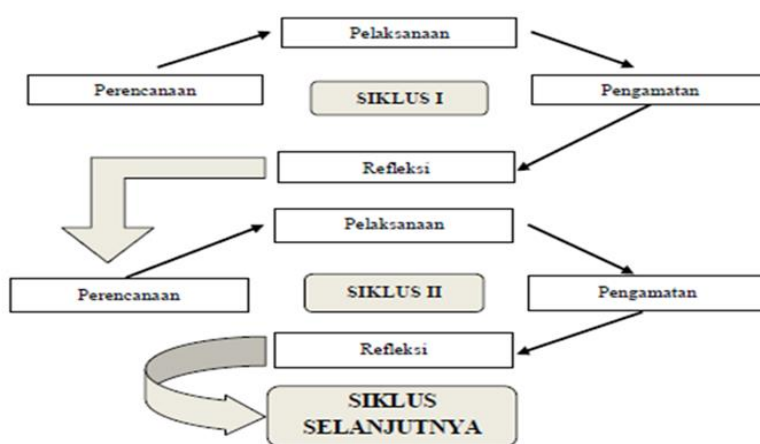 Pelaksanaan
Perencanaan
SIKLUS I
Pengamatan
Refleksi
Pelaksanaan
Perencanaan
SIKLUS II
Pengamatan
Refleksi
SIKLUS
SELANJUTNYA